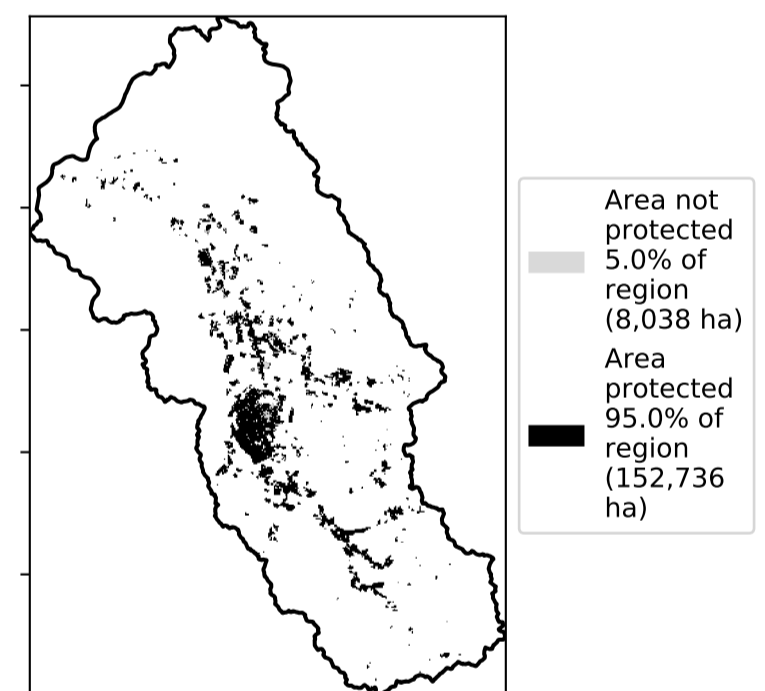 Area not
protected
5.0% of
region
(8,038 ha)
Area
protected
95.0% of
region
(152,736
ha)